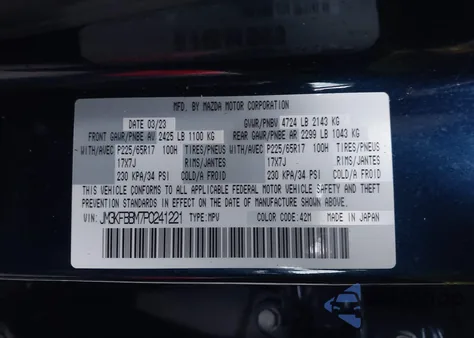 MFD. BY MAZDA MOTOR CORPORATION
DATE 03/23 GVWR/PNBV 4724 LB 2143 KG
FRONT GAWR/PNBE AV 2425 LB 1100 KG REAR GAWR/PNBE AR 2299 LB 1043 KG
WITH/AVEC P225/65R17 100H TIRES/PNEUS WITH/AVEC P225/65R17 100H TIRES/PNEUS
17X7J RIMS/JANTES 17X7J RIMS/JANTES
230 KPA/34 PSI COLD/A FROID 230 KPA/34 PSI COLD/A FROID
THIS VEHICLE CONFORMS TO ALL APPLICABLE FEDERAL MOTOR VEHICLE SAFETY AND
THEFT PREVENTION STANDARDS IN EFFECT ON THE DATE OF MANUFACTURE SHOWN ABOVE.
VIN: JM3KFBBM7P0241221 TYPE: MPV COLOR CODE: 42M MADE IN JAPAN